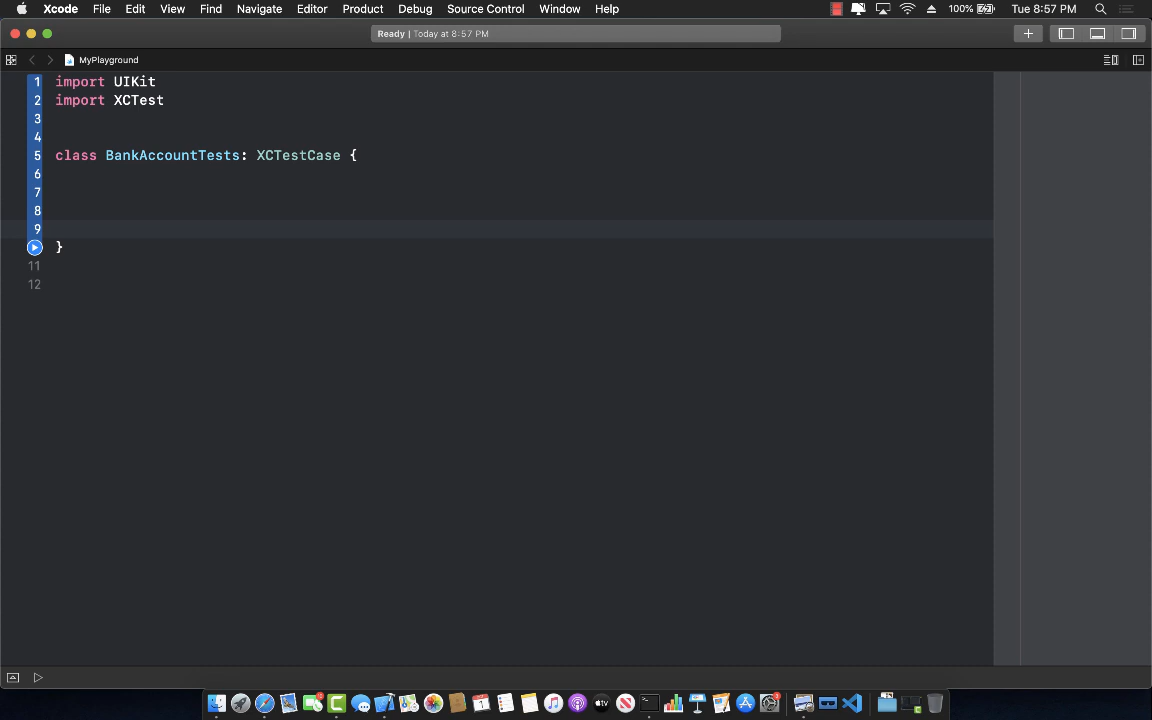 Xcode File Edit View Find Navigate Editor Product Debug Source Control Window Help 100% Tue 8:57 PM
Ready | Today at 8:57 PM
MyPlayground
1 import UIKit
2 import XCTest
3
4
5 class BankAccountTests: XCTestCase {
6
7
8
9
}
11
12